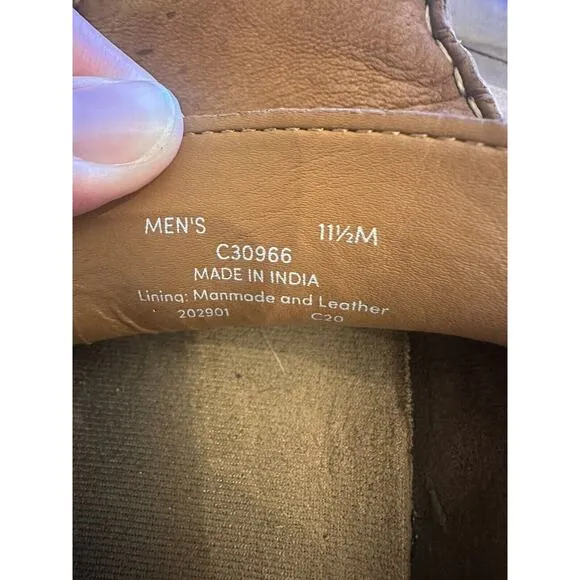 MEN'S 11½M
C30966
MADE IN INDIA
Lining: Manmade and Leather
202901 C20